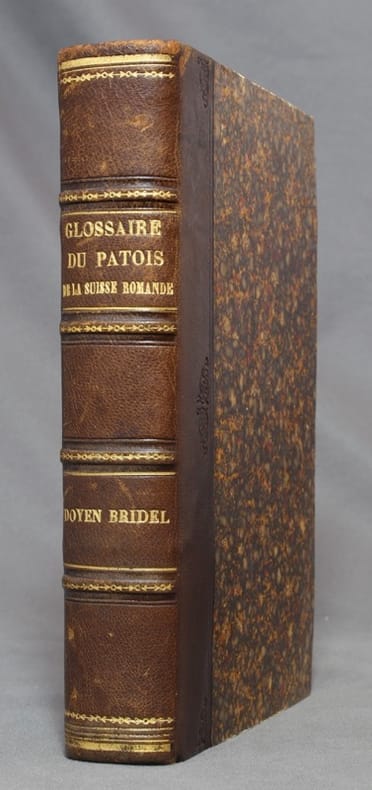 GLOSSAIRE
DU PATOIS
DE LA SUISSE ROMANDE
DOYEN BRIDEL